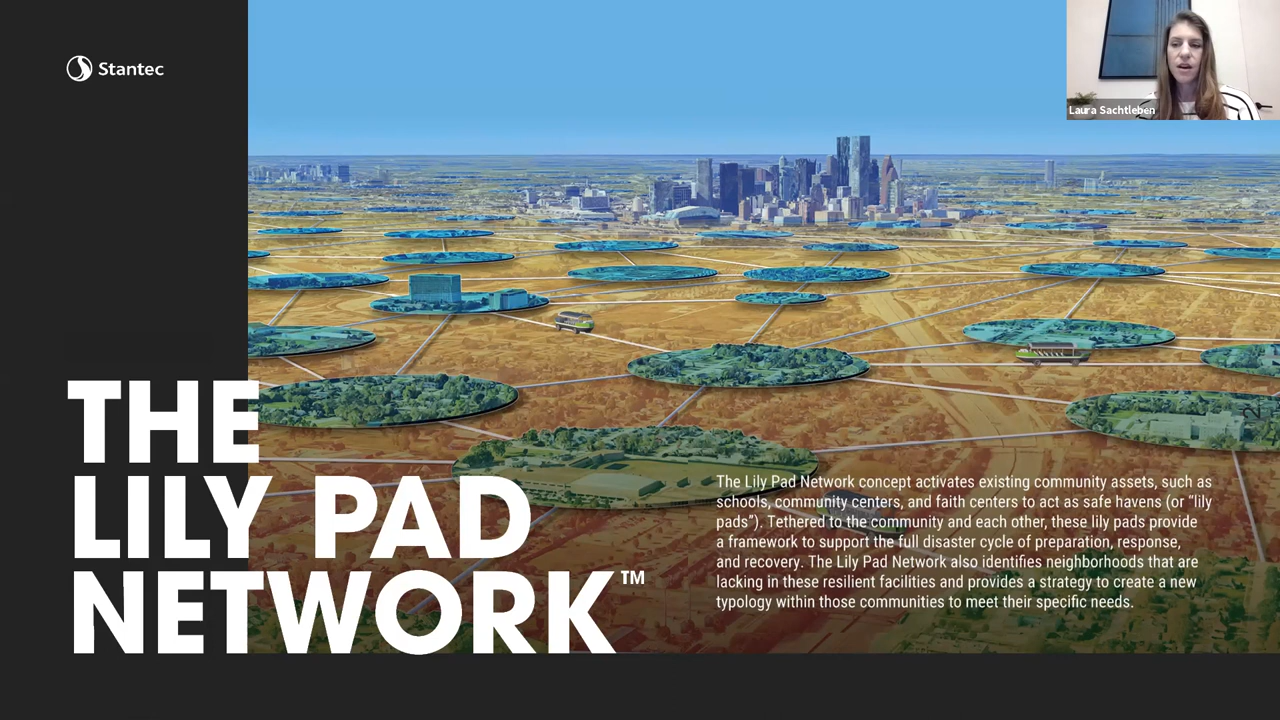 Stantec
Laura Sachtleben
THE
LILY PAD
NETWORK™
The Lily Pad Network concept activates existing community assets, such as
schools, community centers, and faith centers to act as safe havens (or “lily
pads”). Tethered to the community and each other, these lily pads provide
a framework to support the full disaster cycle of preparation, response,
and recovery. The Lily Pad Network also identifies neighborhoods that are
lacking in these resilient facilities and provides a strategy to create a new
typology within those communities to meet their specific needs.
2